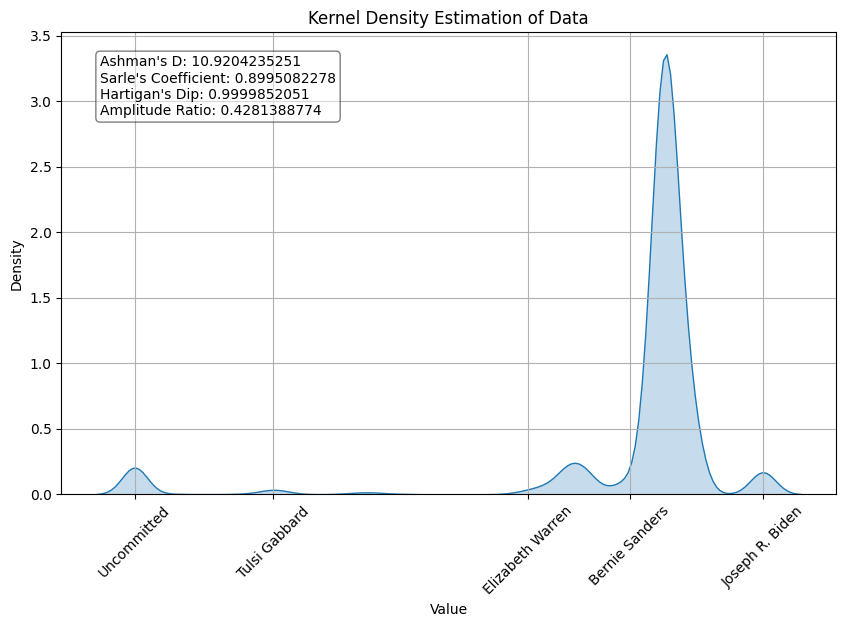 Kernel Density Estimation of Data
Ashman's D: 10.9204235251
Sarle's Coefficient: 0.8995082278
Hartigan's Dip: 0.9999852051
Amplitude Ratio: 0.4281388774
3.5
3.0
2.5
2.0
1.5
1.0
0.5
0.0
Density
Uncommitted
Tulsi Gabbard
Elizabeth Warren
Bernie Sanders
Joseph R. Biden
Value